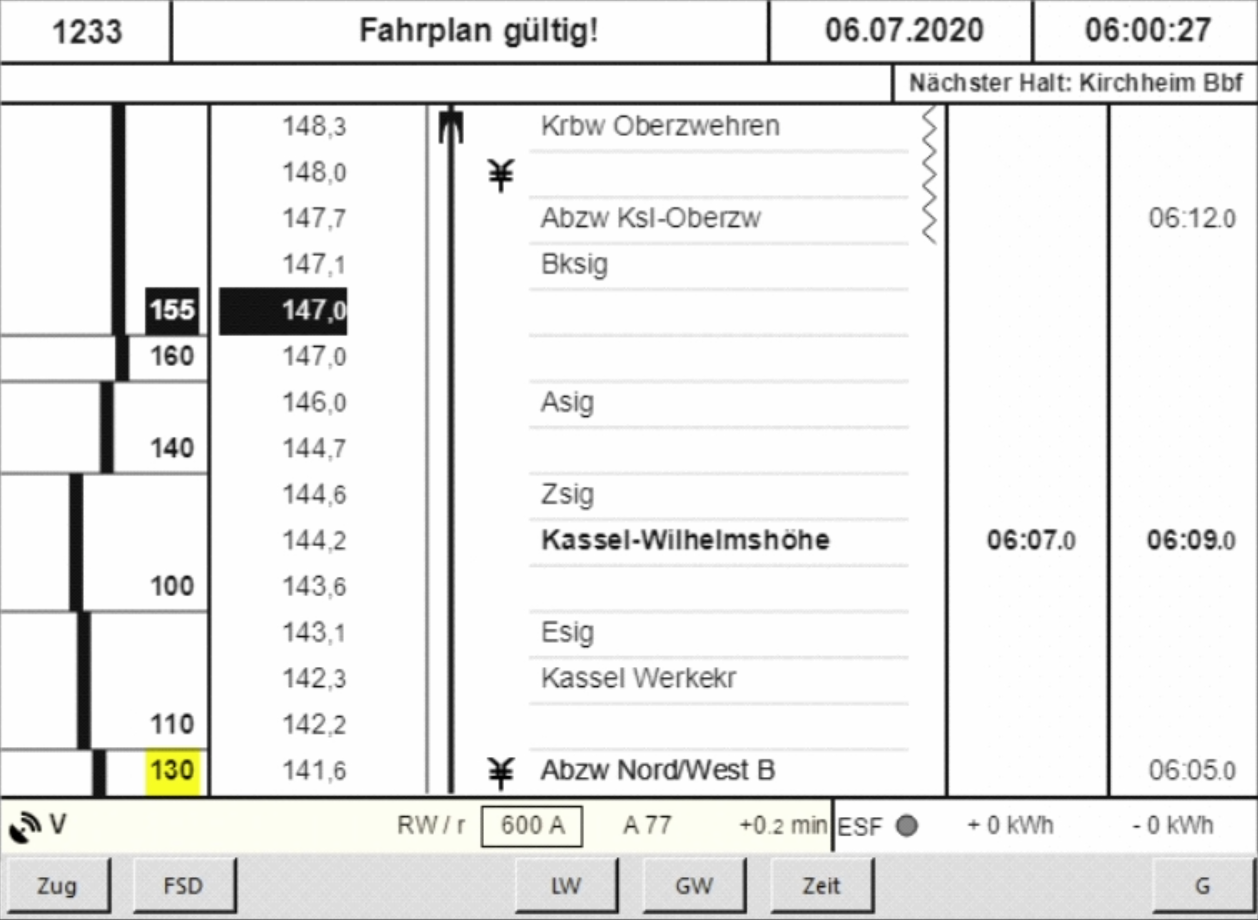 1233 Fahrplan gültig! 06.07.2020 06:00:27
Nächster Halt: Kirchheim Bbf
148,3 Krbw Oberzwehren
148,0 ¥
147,7 Abzw Ksl-Oberzw 06:12.0
147,1 Bksig
155 147,0
160 147,0
146,0 Asig
140 144,7
144,6 Zsig
144,2 Kassel-Wilhelmshöhe 06:07.0 06:09.0
100 143,6
143,1 Esig
142,3 Kassel Werkekr
110 142,2
130 141,6 ¥ Abzw Nord/West B 06:05.0
V RW / r 600 A A 77 +0.2 min ESF + 0 kWh - 0 kWh
Zug FSD LW GW Zeit G